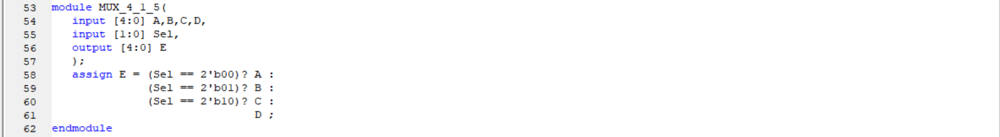 53 module MUX_4_1_5(
54 input [4:0] A,B,C,D,
55 input [1:0] Sel,
56 output [4:0] E
57 );
58 assign E = (Sel == 2'b00)? A :
59 (Sel == 2'b01)? B :
60 (Sel == 2'b10)? C :
61 D ;
62 endmodule